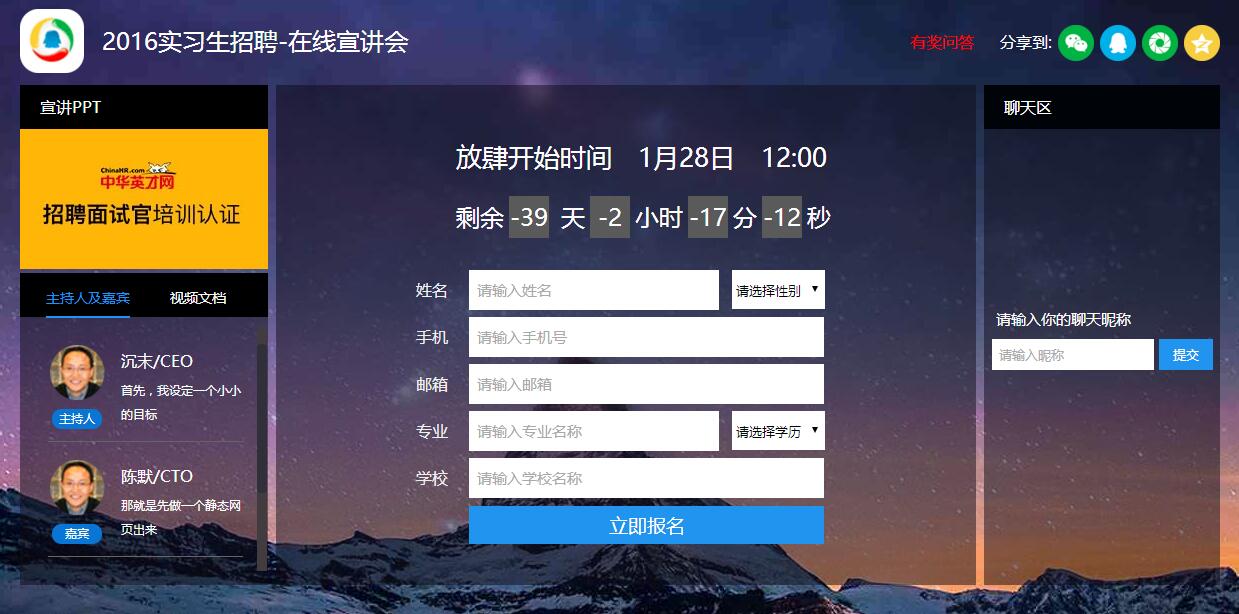 2016实习生招聘-在线宣讲会
有奖问答 分享到:
宣讲PPT
ChinaHR.com
中华英才网
招聘面试官培训认证
主持人及嘉宾 视频文档
沉末/CEO
首先，我设定一个小小
的目标
主持人
陈默/CTO
那就是先做一个静态网
页出来
嘉宾
放肆开始时间 1月28日 12:00
剩余 -39 天 -2 小时 -17 分 -12 秒
姓名 请输入姓名 请选择性别
手机 请输入手机号
邮箱 请输入邮箱
专业 请输入专业名称 请选择学历
学校 请输入学校名称
立即报名
聊天区
请输入你的聊天昵称
请输入昵称 提交